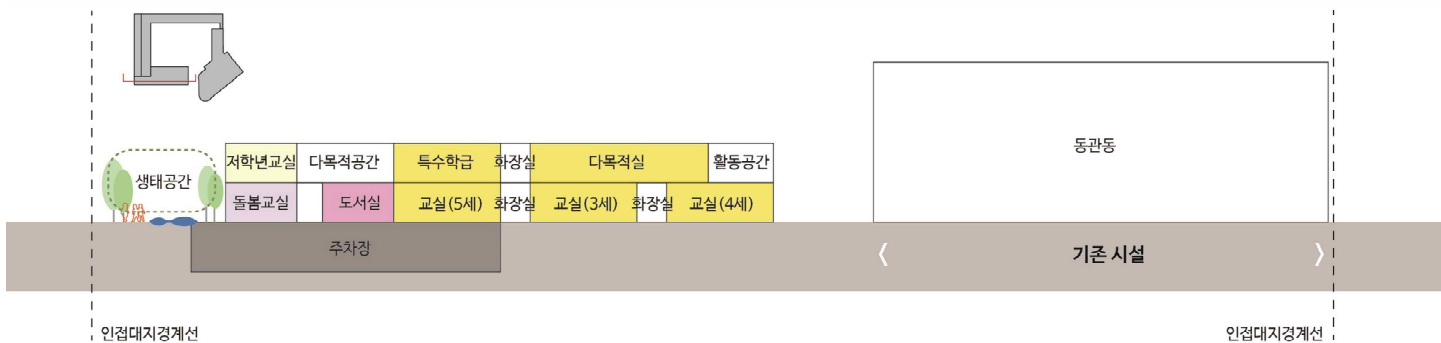 동관동
저학년교실 다목적공간 특수학급 화장실 다목적실 활동공간
생태공간
돌봄교실 도서실 교실(5세) 화장실 교실(3세) 화장실 교실(4세)
주차장
〈 기존 시설 〉
인접대지경계선 인접대지경계선